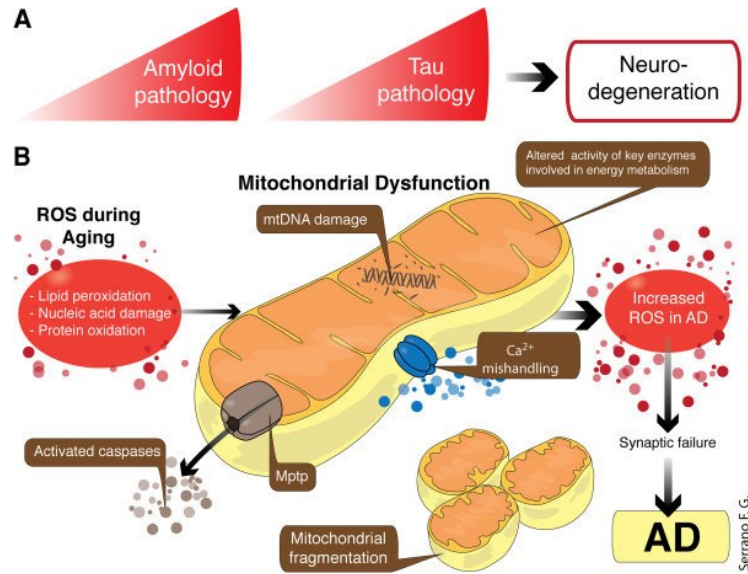 A
Amyloid
pathology
Tau
pathology
Neuro-
degeneration
B
Mitochondrial Dysfunction
Altered activity of key enzymes
involved in energy metabolism
ROS during
Aging
mtDNA damage
- Lipid peroxidation
- Nucleic acid damage
- Protein oxidation
Increased
ROS in AD
Ca²⁺
mishandling
Activated caspases
Mptp
Synaptic failure
Mitochondrial
fragmentation
AD
Serrano F. G.